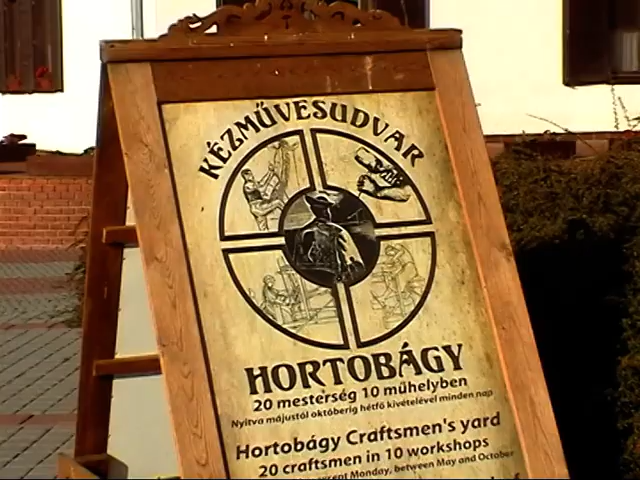 KÉZMŰVESUDVAR
HORTOBÁGY
20 mesterség 10 műhelyben
Nyitva májustól októberig hétfő kivételével minden nap
Hortobágy Craftsmen's yard
20 craftsmen in 10 workshops
Monday, between May and October